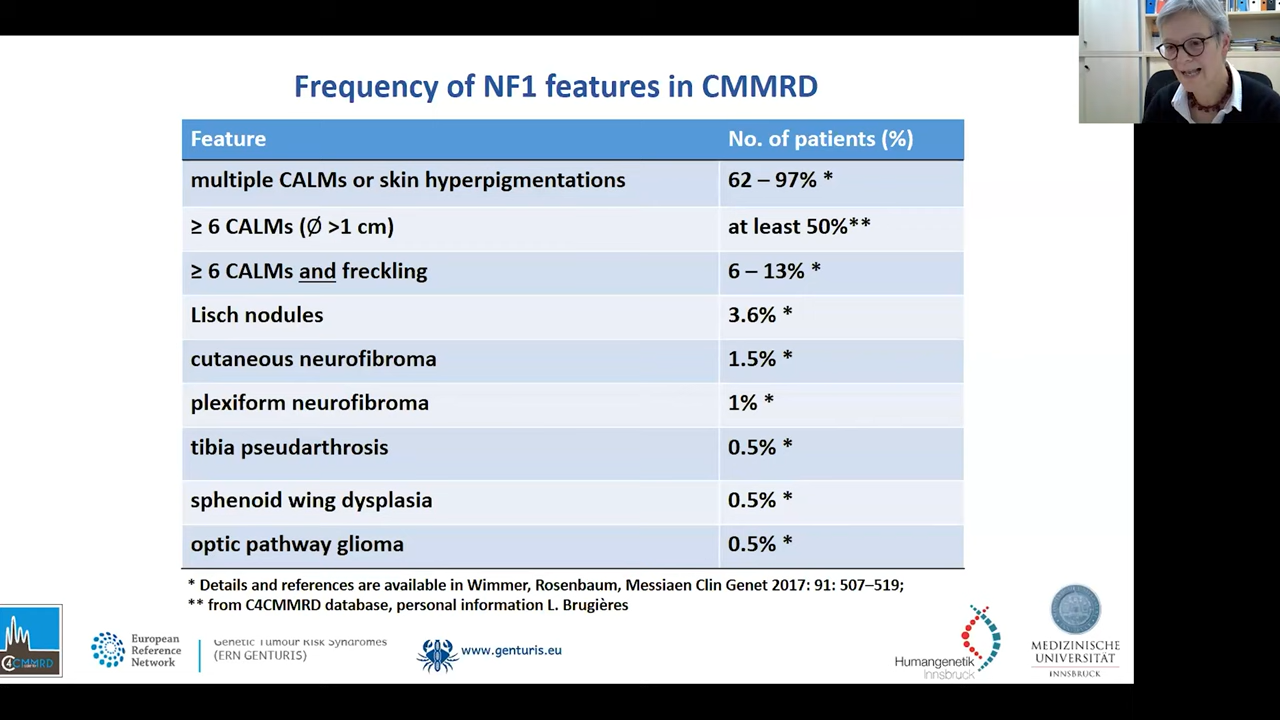 Frequency of NF1 features in CMMRD
Feature No. of patients (%)
multiple CALMs or skin hyperpigmentations 62 – 97% *
≥ 6 CALMs (Ø >1 cm) at least 50%**
≥ 6 CALMs and freckling 6 – 13% *
Lisch nodules 3.6% *
cutaneous neurofibroma 1.5% *
plexiform neurofibroma 1% *
tibia pseudarthrosis 0.5% *
sphenoid wing dysplasia 0.5% *
optic pathway glioma 0.5% *
* Details and references are available in Wimmer, Rosenbaum, Messiaen Clin Genet 2017: 91: 507–519;
** from C4CMMRD database, personal information L. Brugières
C4CMMRD
European
Reference
Network
Genetic Tumour Risk Syndromes
(ERN GENTURIS)
www.genturis.eu
Humangenetik
innsbruck
MEDIZINISCHE
UNIVERSITÄT
INNSBRUCK